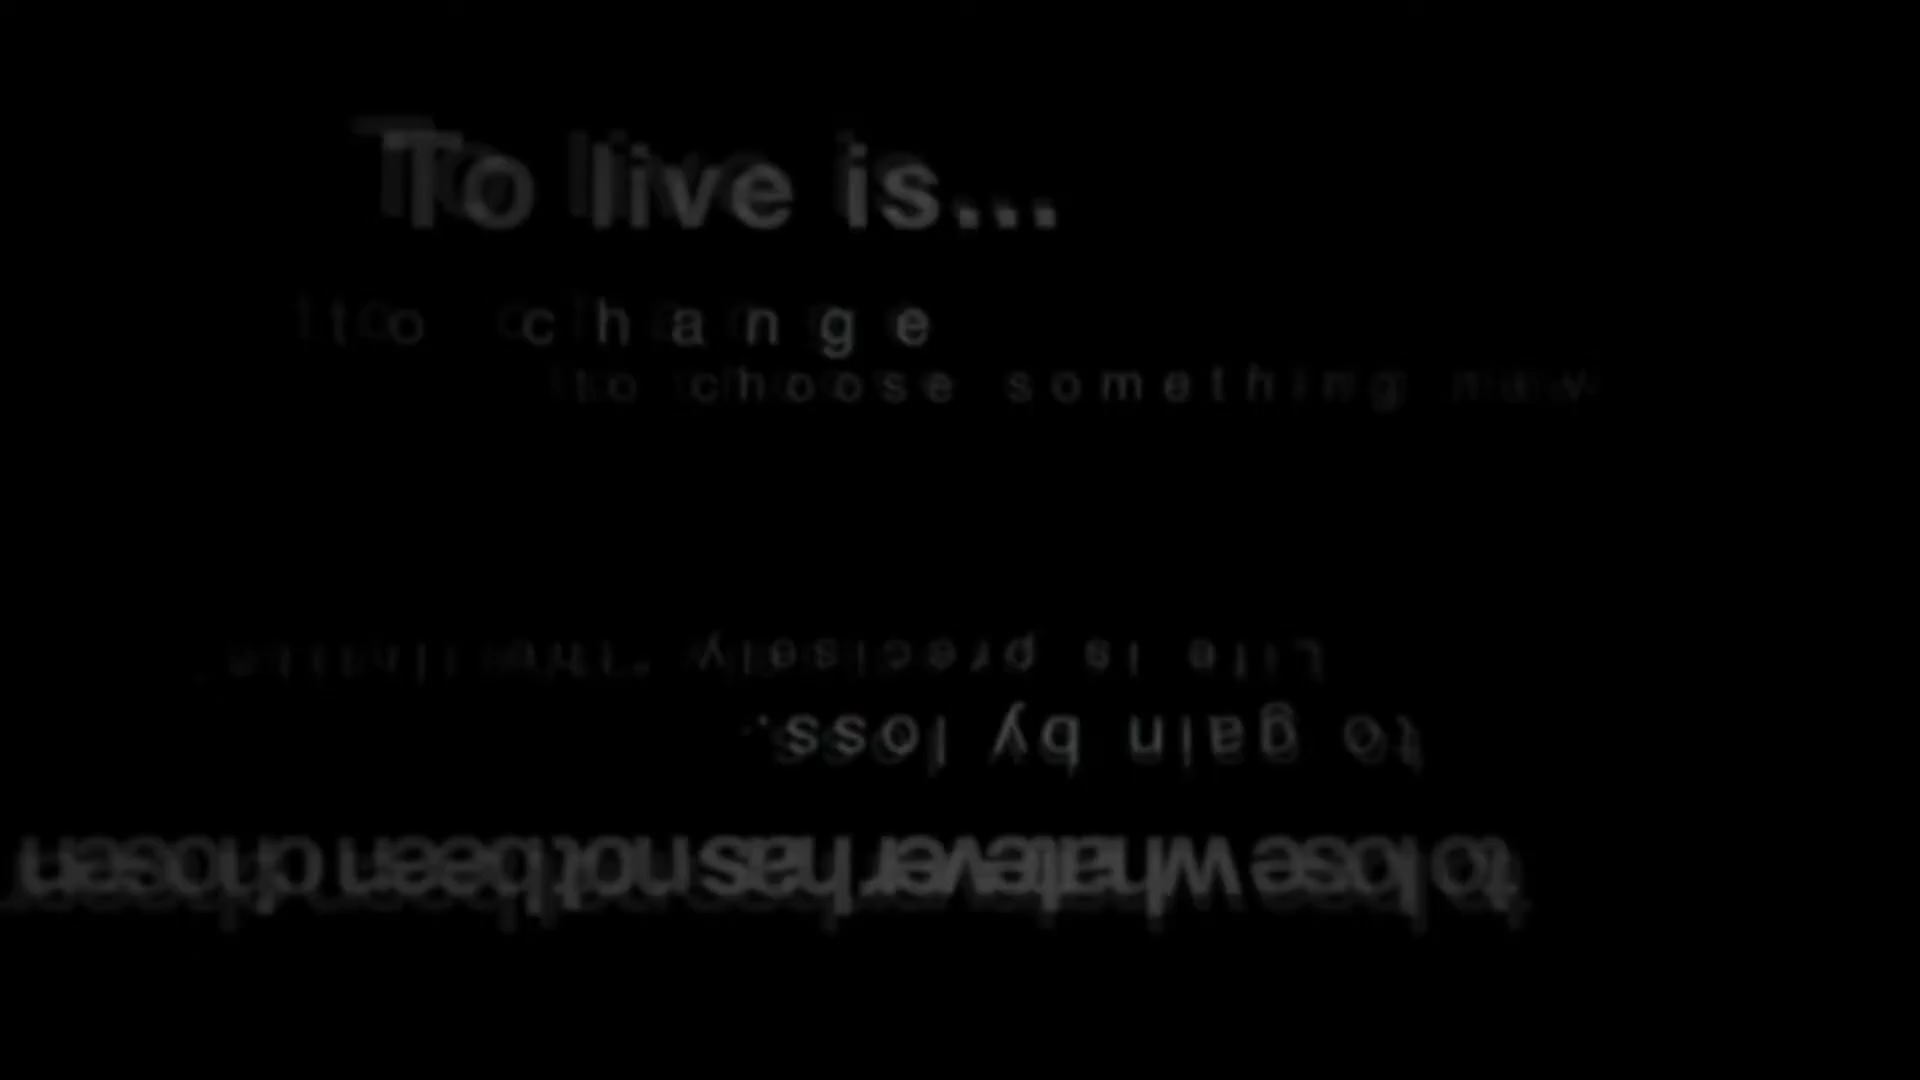 To live is...
to change
to choose something new
to lose whatever has not been chosen
to gain by loss.
Life is precisely "the